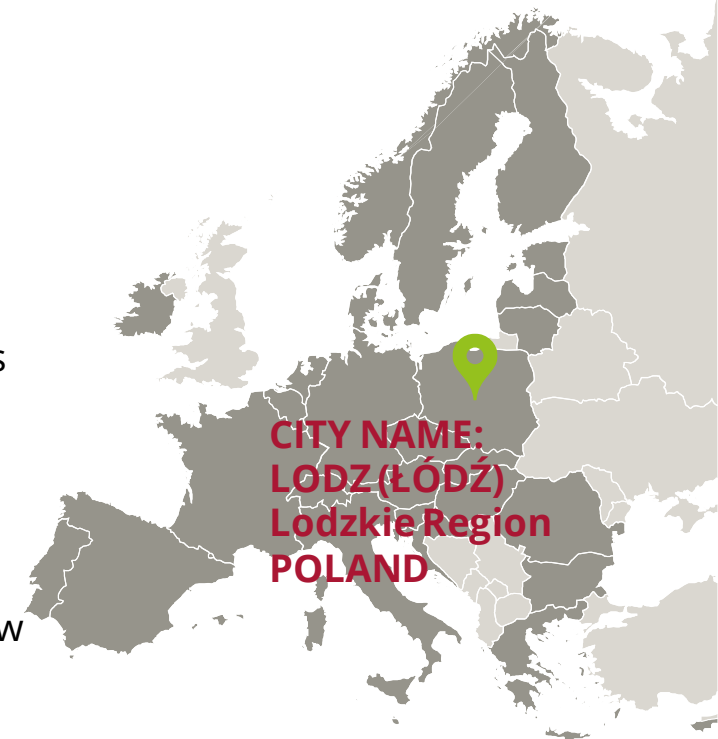 s
CITY NAME:
LODZ (ŁÓDŹ)
Lodzkie Region
POLAND
w